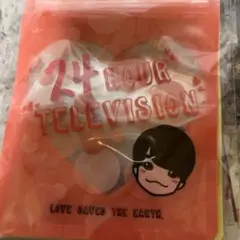 24 HOUR
TELEVISION
LOVE SAVES THE EARTH.